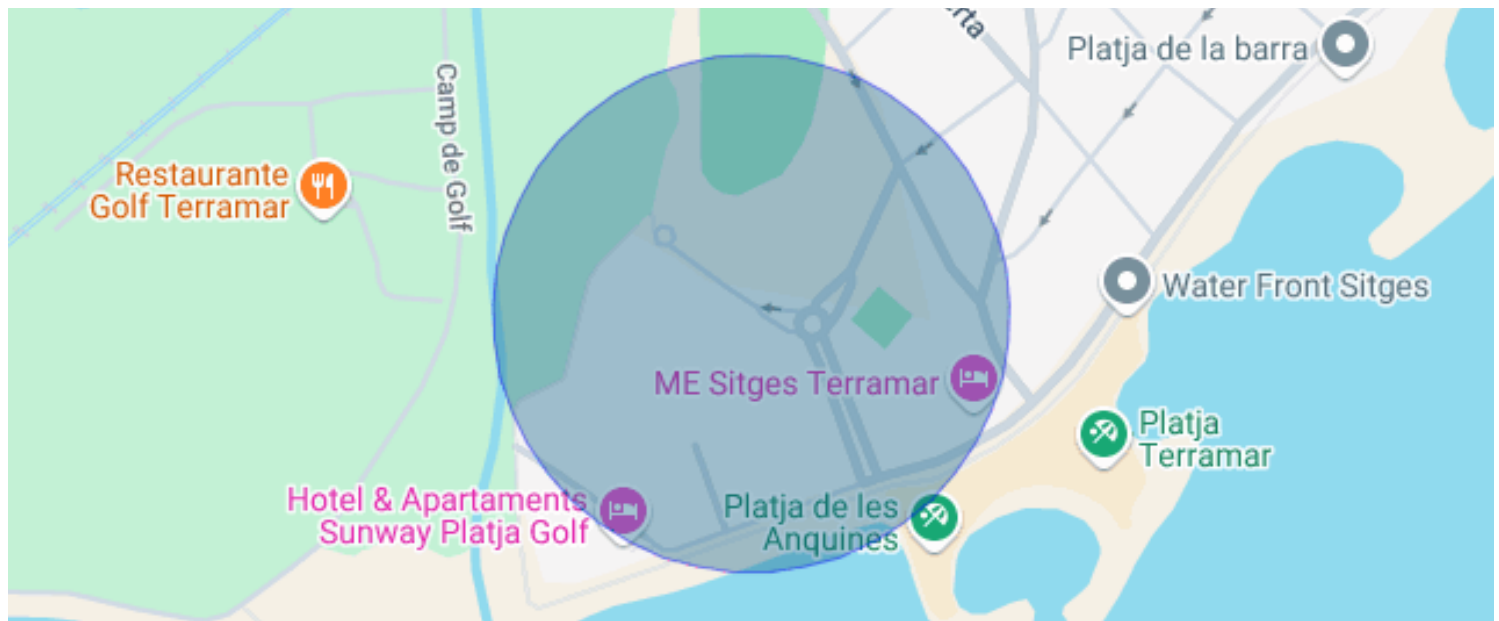 erta
Platja de la barra
Camp de Golf
Restaurante
Golf Terramar
Water Front Sitges
ME Sitges Terramar
Platja
Terramar
Hotel & Apartaments
Sunway Platja Golf
Platja de les
Anquines